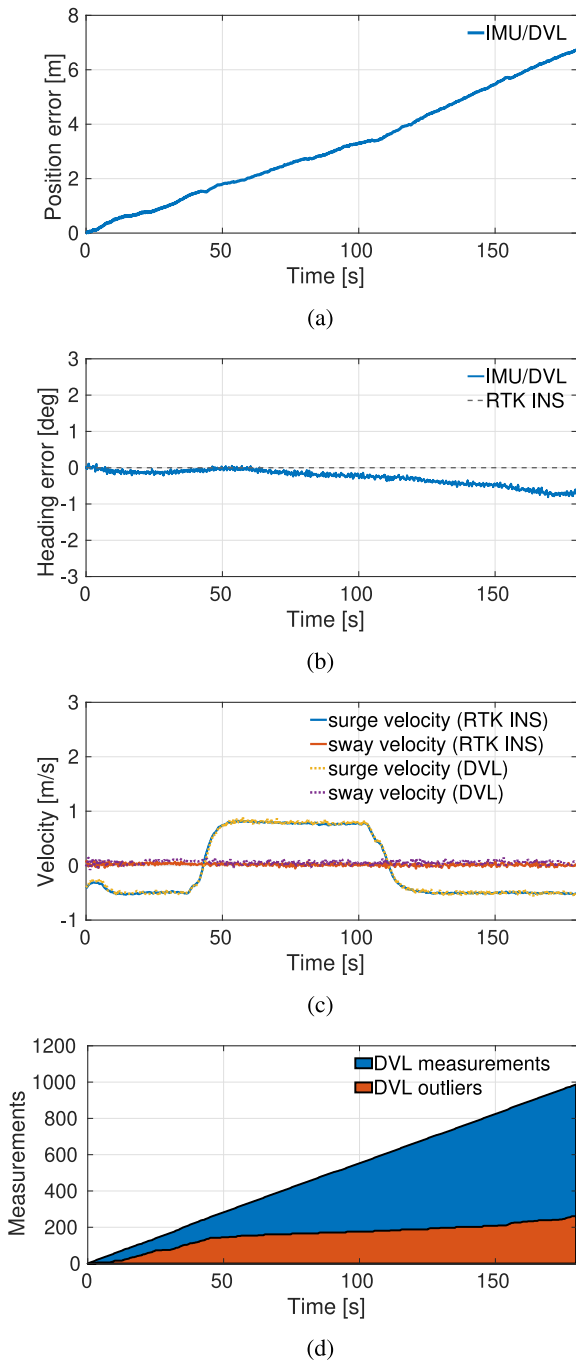 8
6
4
2
0
Position error [m]
IMU/DVL
0 50 100 150
Time [s]
(a)
3
2
1
0
-1
-2
-3
Heading error [deg]
IMU/DVL
RTK INS
0 50 100 150
Time [s]
(b)
3
2
1
0
-1
Velocity [m/s]
surge velocity (RTK INS)
sway velocity (RTK INS)
surge velocity (DVL)
sway velocity (DVL)
0 50 100 150
Time [s]
(c)
1200
1000
800
600
400
200
0
Measurements
DVL measurements
DVL outliers
0 50 100 150
Time [s]
(d)